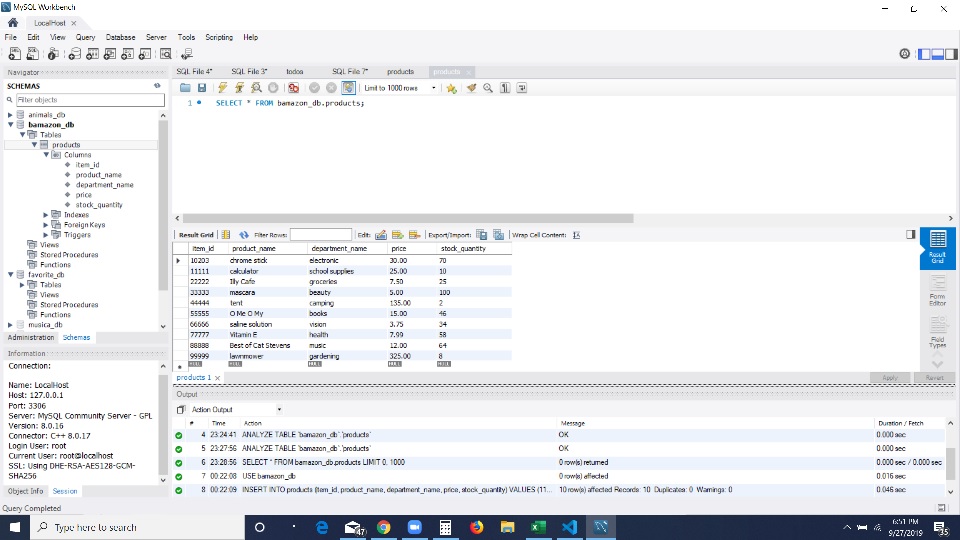 MySQL Workbench
LocalHost
File Edit View Query Database Server Tools Scripting Help
Navigator
SCHEMAS
Filter objects
animals_db
bamazon_db
Tables
products
Columns
item_id
product_name
department_name
price
stock_quantity
Indexes
Foreign Keys
Triggers
Views
Stored Procedures
Functions
favorite_db
Tables
Views
Stored Procedures
Functions
musica_db
Administration Schemas
Information
Connection:
Name: LocalHost
Host: 127.0.0.1
Port: 3306
Server: MySQL Community Server - GPL
Version: 8.0.16
Connector: C++ 8.0.17
Login User: root
Current User: root@localhost
SSL: Using DHE-RSA-AES128-GCM-
SHA256
Object Info Session
SQL File 4* SQL File 3* todos SQL File 7* products products
Limit to 1000 rows
1 SELECT * FROM bamazon_db.products;
Result Grid Filter Rows: Edit: Export/Import: Wrap Cell Content:
item_id product_name department_name price stock_quantity
10203 chrome stick electronic 30.00 70
11111 calculator school supplies 25.00 10
22222 Illy Cafe groceries 7.50 25
33333 mascara beauty 5.00 100
44444 tent camping 135.00 2
55555 O Me O My books 15.00 46
66666 saline solution vision 3.75 34
77777 Vitamin E health 7.99 58
88888 Best of Cat Stevens music 12.00 64
99999 lawnmower gardening 325.00 8
NULL NULL NULL NULL NULL
Result
Grid
Form
Editor
Field
Types
products 1
Apply Revert
Output
Action Output
# Time Action Message Duration / Fetch
4 23:24:41 ANALYZE TABLE `bamazon_db`.`products` OK 0.000 sec
5 23:27:56 ANALYZE TABLE `bamazon_db`.`products` OK 0.000 sec
6 23:28:56 SELECT * FROM bamazon_db.products LIMIT 0, 1000 0 row(s) returned 0.000 sec / 0.000 sec
7 00:22:08 USE bamazon_db 0 row(s) affected 0.016 sec
8 00:22:09 INSERT INTO products (item_id, product_name, department_name, price, stock_quantity) VALUES (11... 10 row(s) affected Records: 10 Duplicates: 0 Warnings: 0 0.046 sec
Query Completed
Type here to search
47
6:51 PM
9/27/2019
35